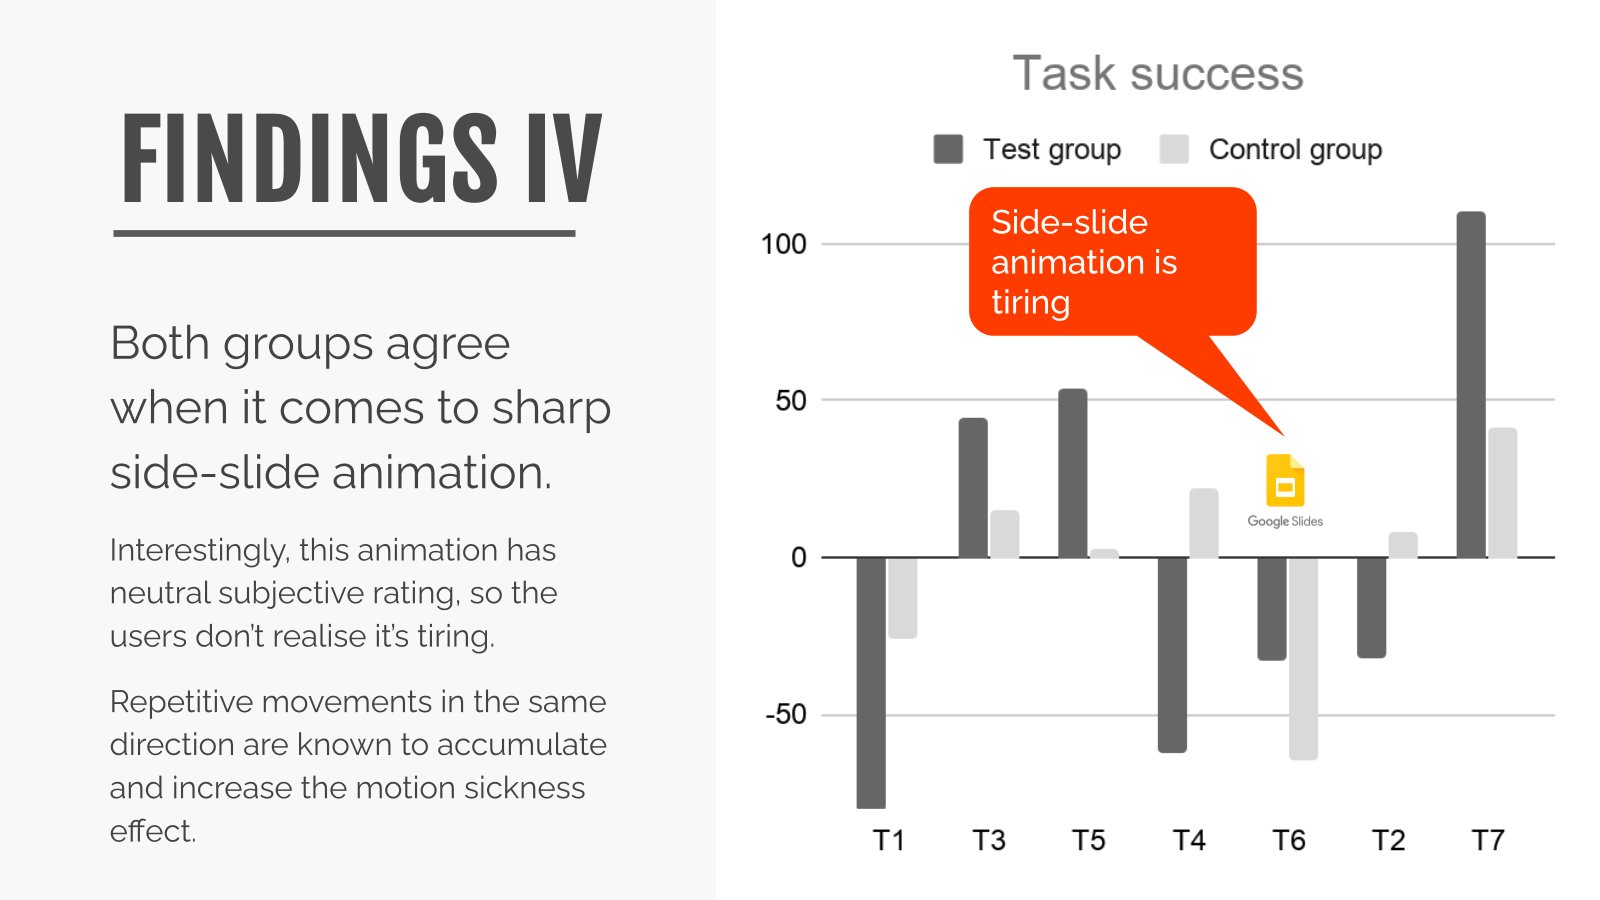 FINDINGS IV
Both groups agree
when it comes to sharp
side-slide animation.
Interestingly, this animation has
neutral subjective rating, so the
users don’t realise it’s tiring.
Repetitive movements in the same
direction are known to accumulate
and increase the motion sickness
effect.
Task success
Test group
Control group
Side-slide
animation is
tiring
100
50
0
-50
Google Slides
T1
T3
T5
T4
T6
T2
T7